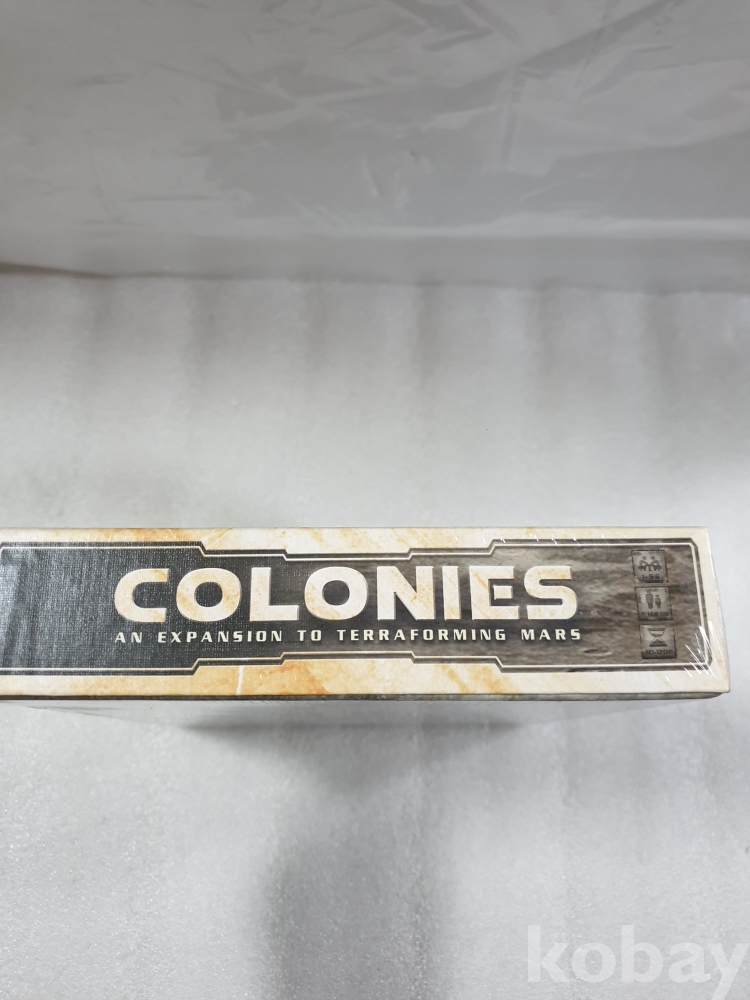 COLONIES
AN EXPANSION TO TERRAFORMING MARS
kobay